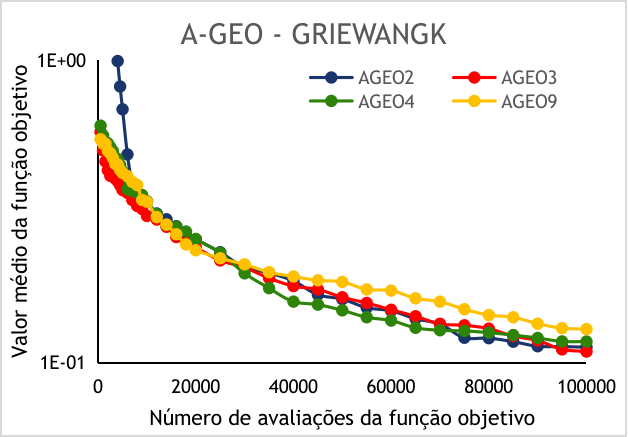 A-GEO - GRIEWANGK
1E+00
AGEO2
AGEO3
AGEO4
AGEO9
Valor médio da função objetivo
1E-01
0
20000
40000
60000
80000
100000
Número de avaliações da função objetivo